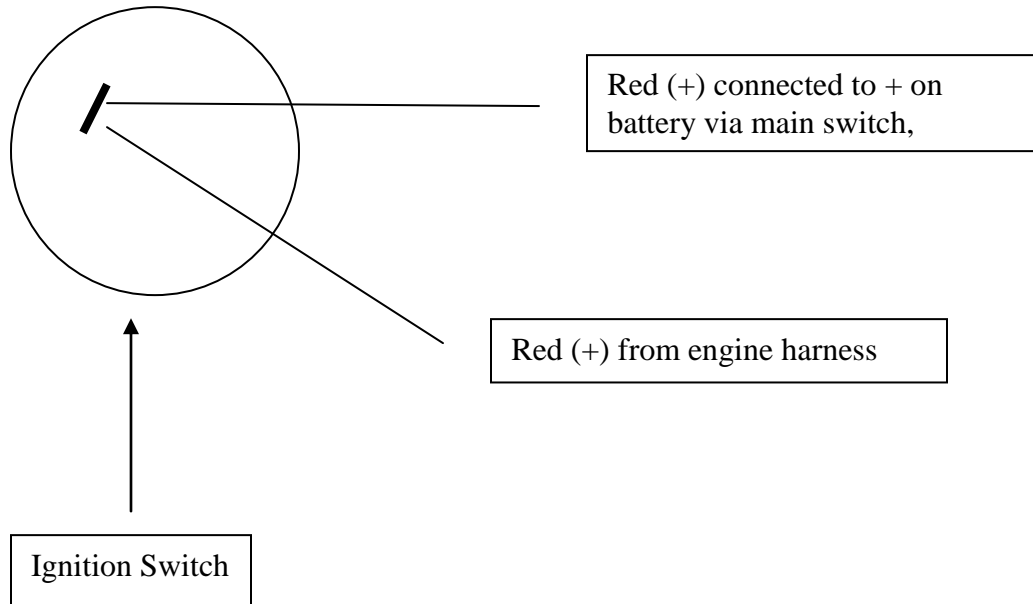 Red (+) connected to + on
battery via main switch,
Red (+) from engine harness
Ignition Switch